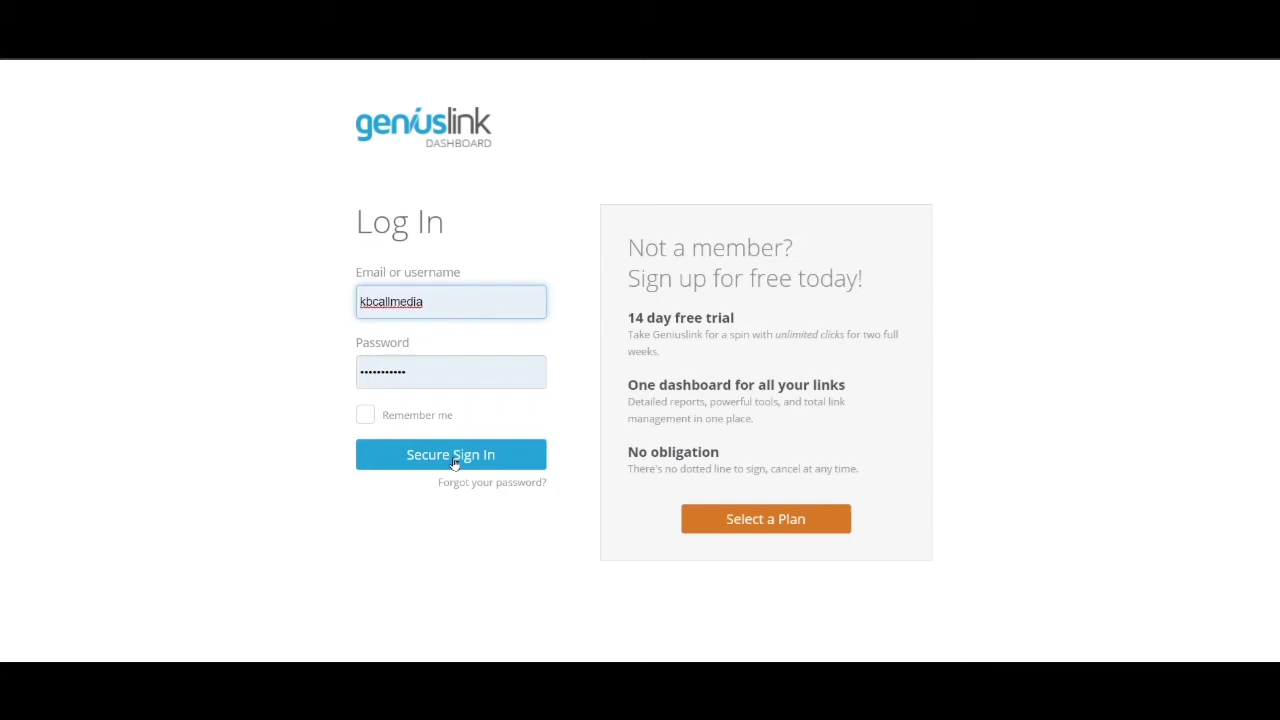 geniuslink
DASHBOARD
Log In
Email or username
kbcallmedia
Password
•••••••••••
Remember me
Secure Sign In
Forgot your password?
Not a member?
Sign up for free today!
14 day free trial
Take Geniuslink for a spin with unlimited clicks for two full
weeks.
One dashboard for all your links
Detailed reports, powerful tools, and total link
management in one place.
No obligation
There's no dotted line to sign, cancel at any time.
Select a Plan